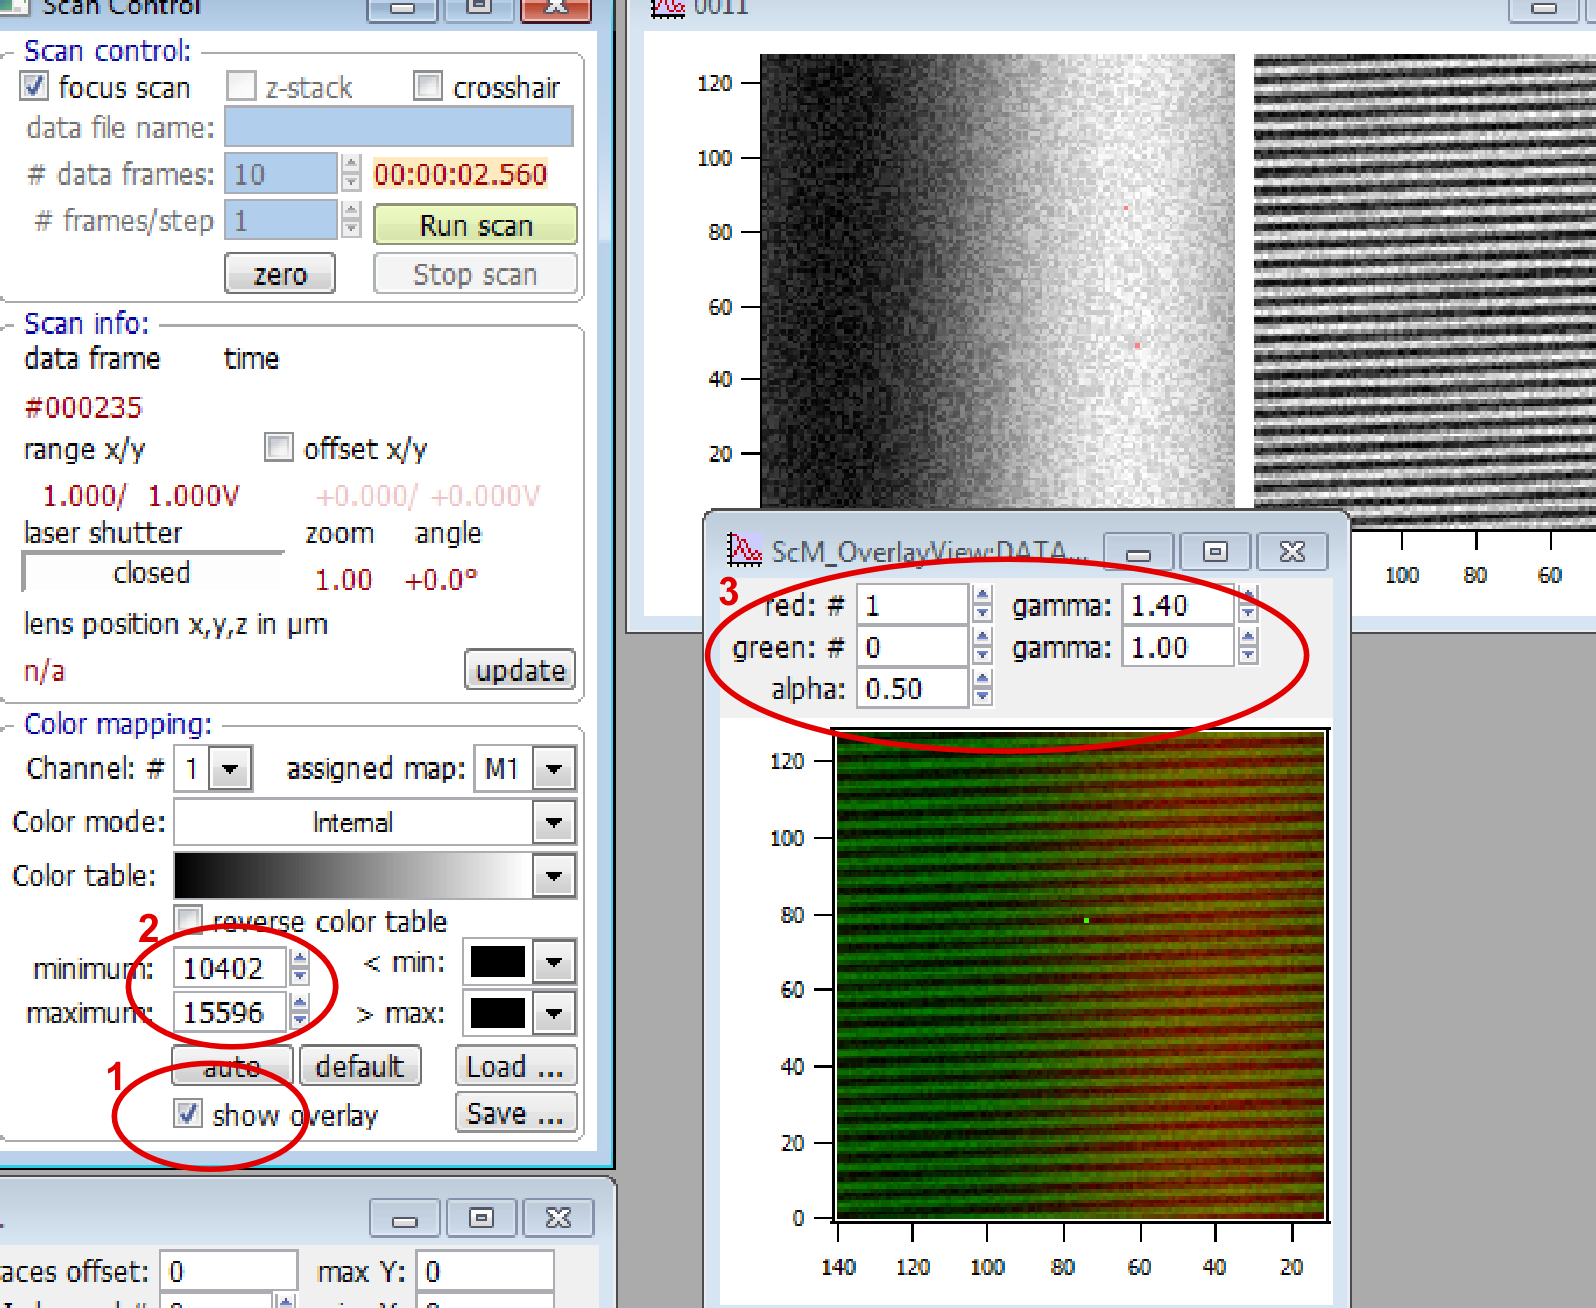 Scan Control
Scan control:
focus scan z-stack crosshair
data file name:
# data frames: 10 00:00:02.560
# frames/step 1 Run scan
zero Stop scan
Scan info:
data frame time
#000235
range x/y offset x/y
1.000/ 1.000V +0.000/ +0.000V
laser shutter zoom angle
closed 1.00 +0.0°
lens position x,y,z in µm
n/a update
Color mapping:
Channel: # 1 assigned map: M1
Color mode: Internal
Color table:
2 reverse color table
minimum: 10402 < min:
maximum: 15596 > max:
auto default Load ...
1 show overlay Save ...
aces offset: 0 max Y: 0
0011
120
100
80
60
40
20
100 80 60
ScM_OverlayView:DATA...
3 red: # 1 gamma: 1.40
green: # 0 gamma: 1.00
alpha: 0.50
120
100
80
60
40
20
0
140 120 100 80 60 40 20